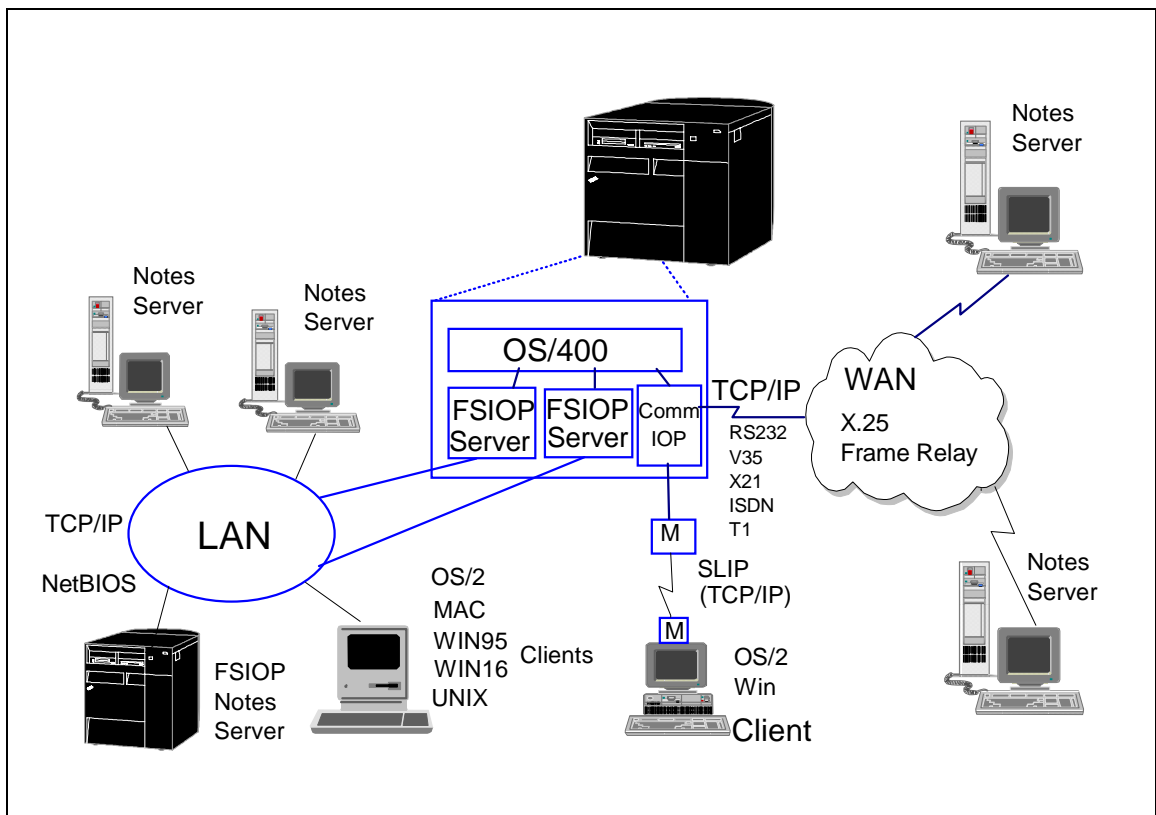 Notes
Server
Notes
Server
Notes
Server
OS/400
FSIOP
Server
FSIOP
Server
Comm
IOP
TCP/IP
RS232
V35
X21
ISDN
T1
WAN
X.25
Frame Relay
TCP/IP
NetBIOS
LAN
M
SLIP
(TCP/IP)
M
OS/2
Win
Client
OS/2
MAC
WIN95
WIN16
UNIX
Clients
FSIOP
Notes
Server
Notes
Server